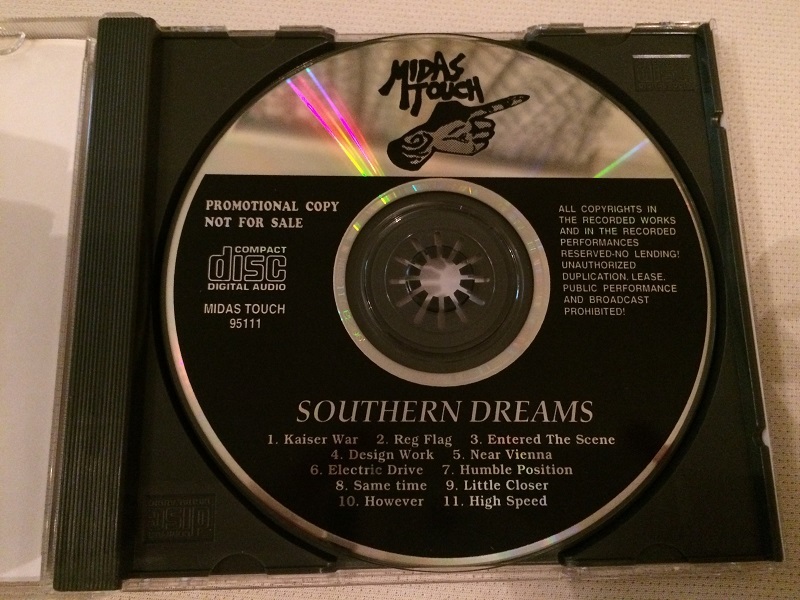 MIDAS
TOUCH
PROMOTIONAL COPY
NOT FOR SALE
COMPACT
disc
DIGITAL AUDIO
MIDAS TOUCH
95111
ALL COPYRIGHTS IN
THE RECORDED WORKS
AND IN THE RECORDED
PERFORMANCES
RESERVED-NO LENDING!
UNAUTHORIZED
DUPLICATION. LEASE.
PUBLIC PERFORMANCE
AND BROADCAST
PROHIBITED!
SOUTHERN DREAMS
1. Kaiser War 2. Reg Flag 3. Entered The Scene
4. Design Work 5. Near Vienna
6. Electric Drive 7. Humble Position
8. Same time 9. Little Closer
10. However 11. High Speed